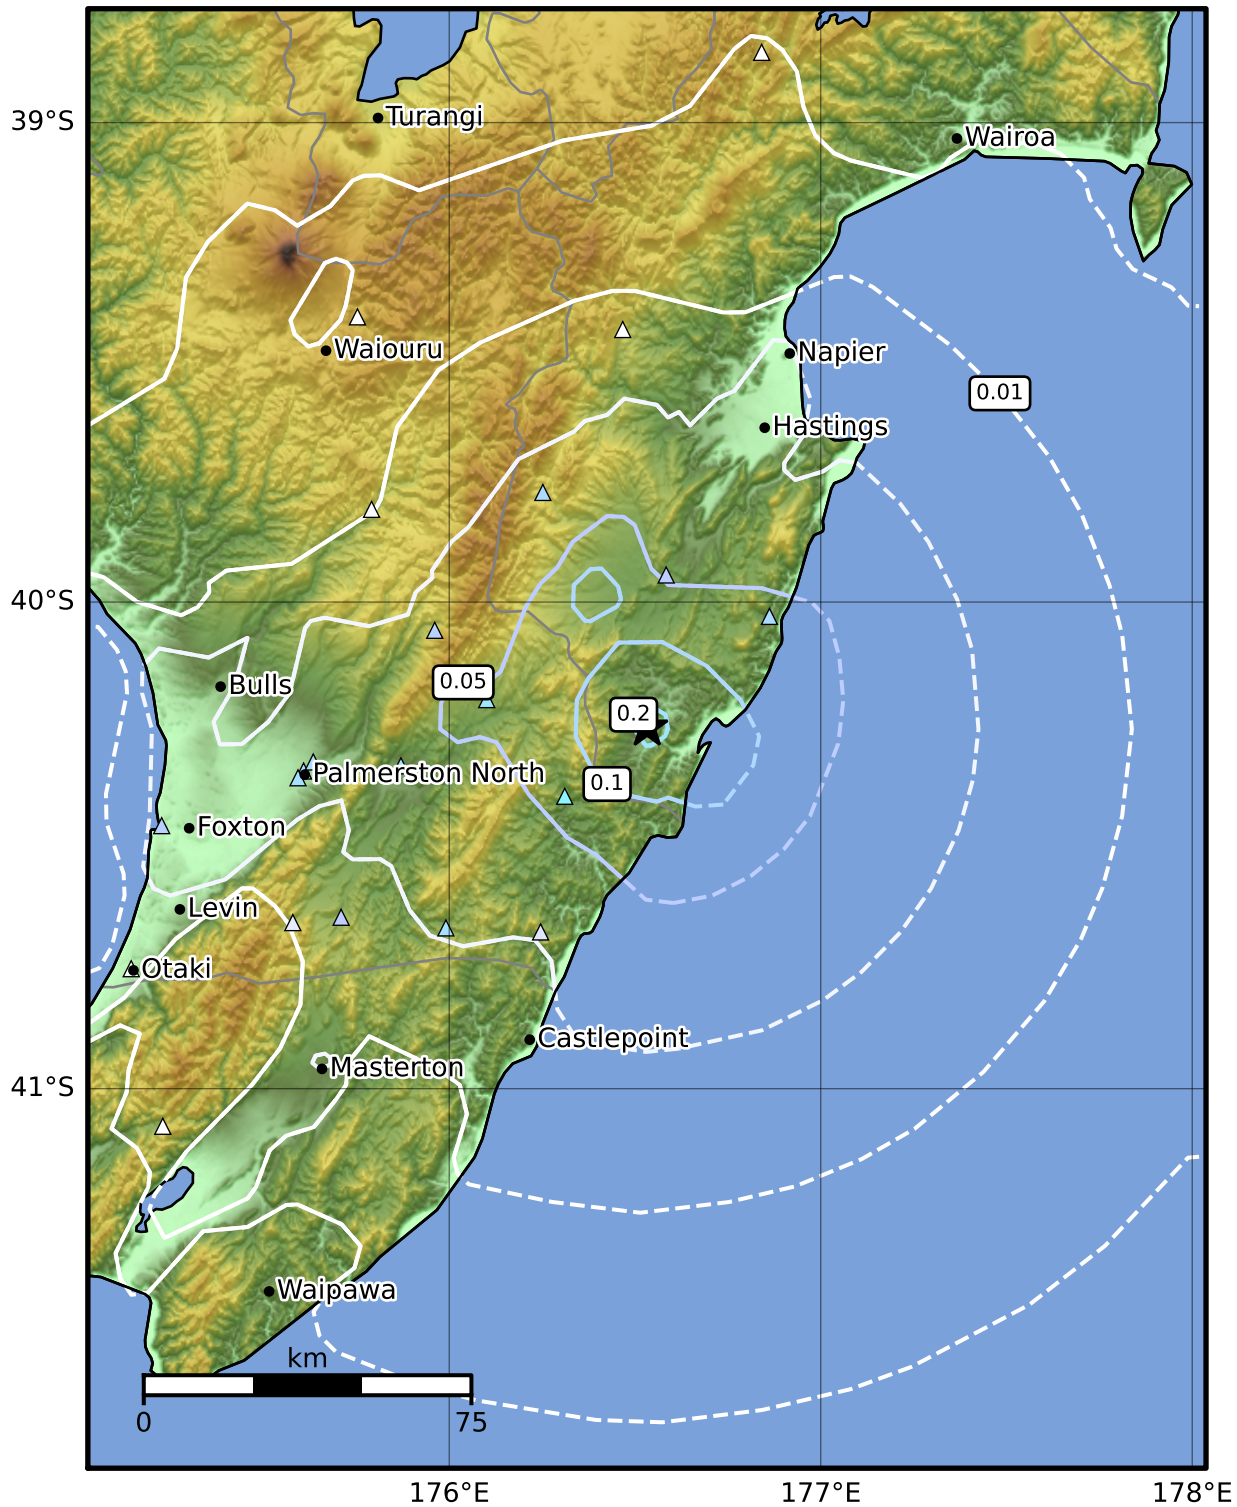 39°S
Turangi
Wairoa
Waiouru
Napier
0.01
Hastings
40°S
0.05
Bulls
0.2
Palmerston North
0.1
Foxton
Levin
Otaki
Castlepoint
Masterton
41°S
Waipawa
km
0
75
176°E
177°E
178°E